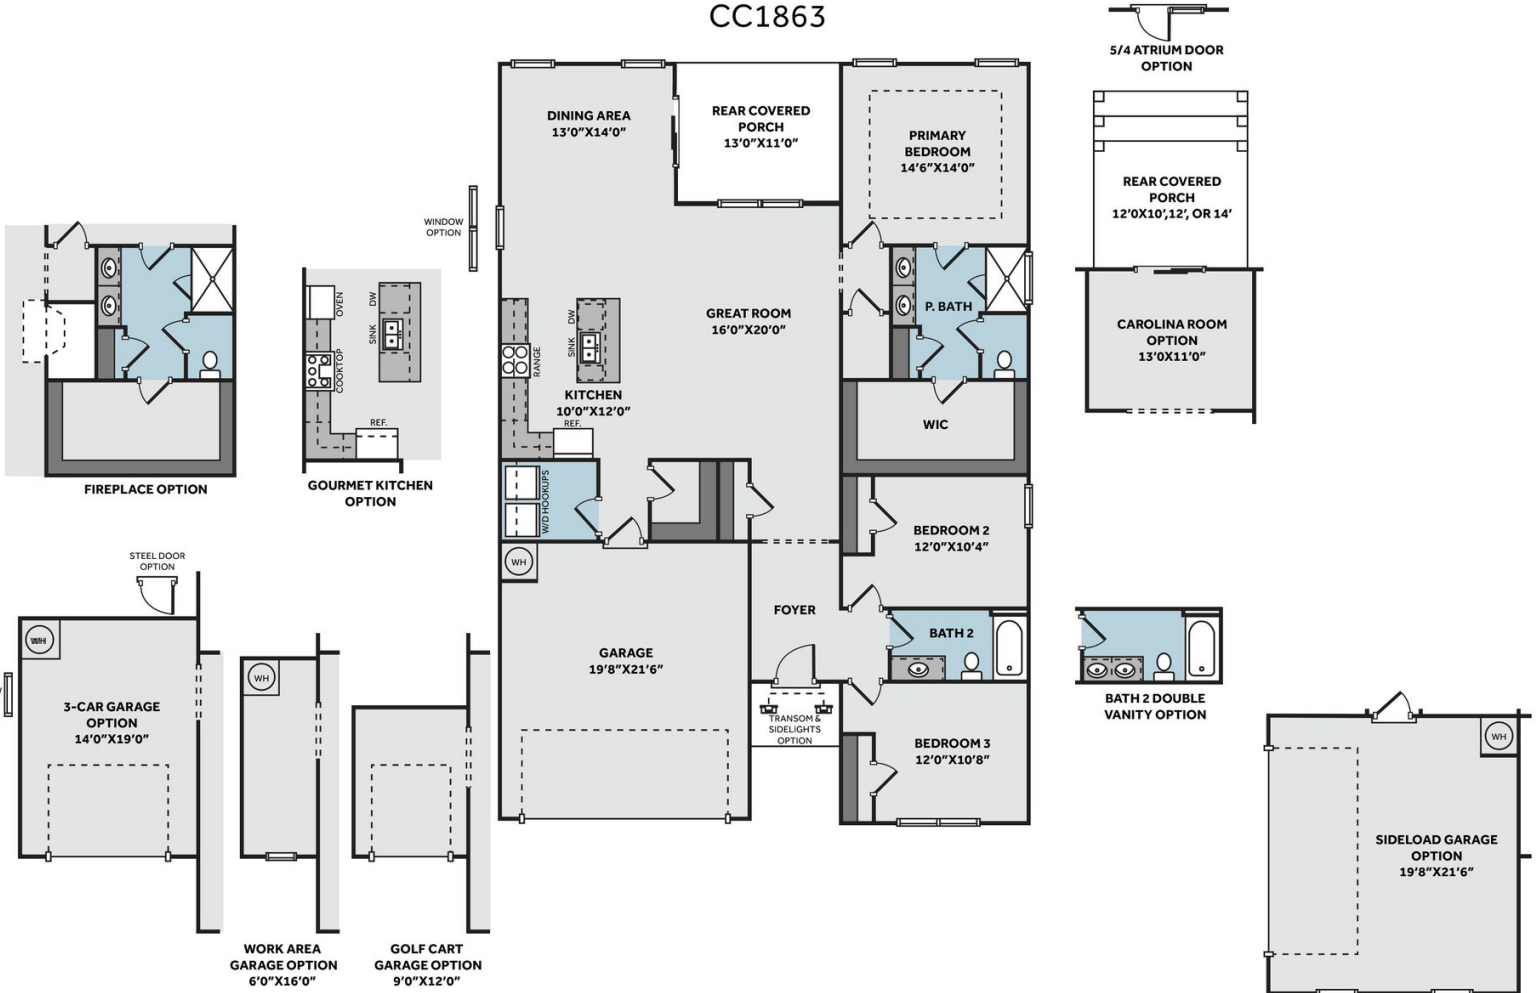 CC1863
5/4 ATRIUM DOOR
OPTION
DINING AREA
13'0"X14'0"
REAR COVERED
PORCH
13'0"X11'0"
PRIMARY
BEDROOM
14'6"X14'0"
REAR COVERED
PORCH
12'0X10',12', OR 14'
WINDOW
OPTION
OVEN
DW
SINK
COOKTOP
REF.
FIREPLACE OPTION
GOURMET KITCHEN
OPTION
DW
SINK
RANGE
KITCHEN
10'0"X12'0"
REF.
GREAT ROOM
16'0"X20'0"
P. BATH
WIC
CAROLINA ROOM
OPTION
13'0X11'0"
W/D HOOKUPS
WH
BEDROOM 2
12'0"X10'4"
FOYER
BATH 2
GARAGE
19'8"X21'6"
TRANSOM &
SIDELIGHTS
OPTION
BEDROOM 3
12'0"X10'8"
BATH 2 DOUBLE
VANITY OPTION
STEEL DOOR
OPTION
WH
3-CAR GARAGE
OPTION
14'0"X19'0"
WH
WORK AREA
GARAGE OPTION
6'0"X16'0"
GOLF CART
GARAGE OPTION
9'0"X12'0"
WH
SIDELOAD GARAGE
OPTION
19'8"X21'6"